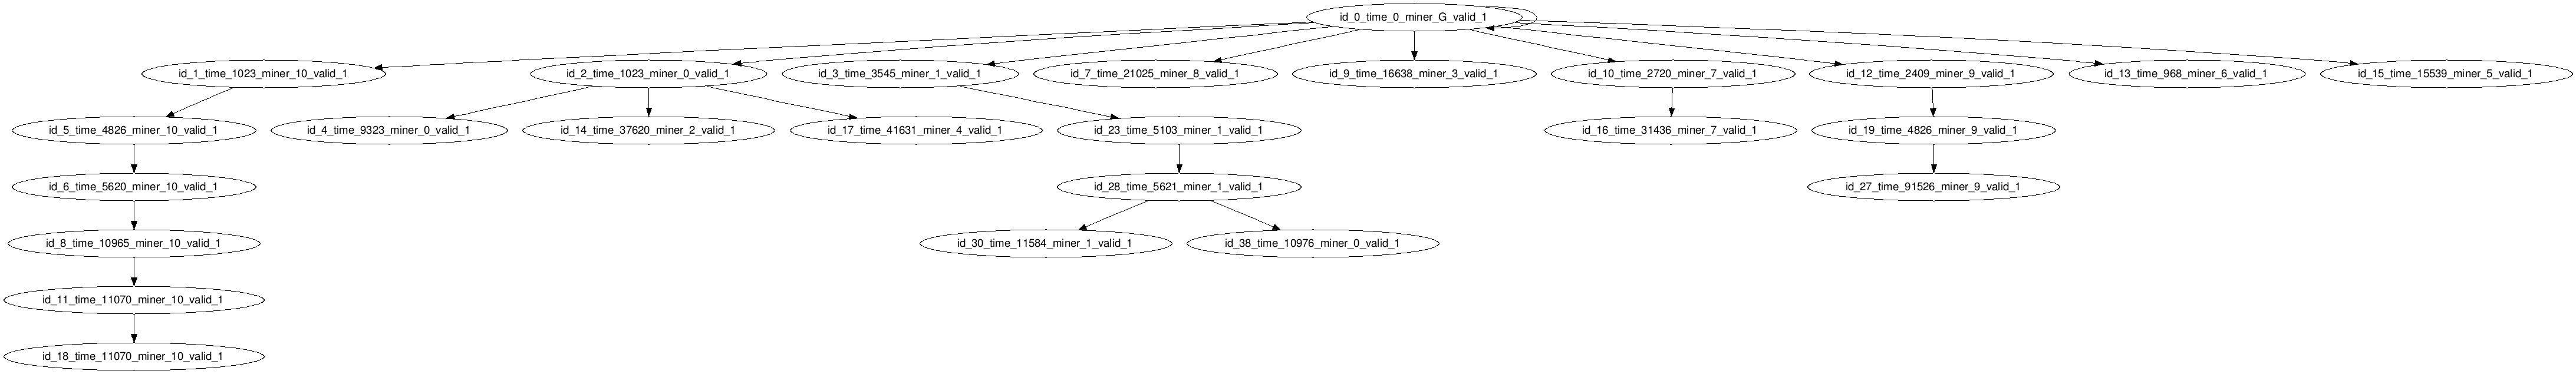 id_0_time_0_miner_G_valid_1
id_1_time_1023_miner_10_valid_1
id_2_time_1023_miner_0_valid_1
id_3_time_3545_miner_1_valid_1
id_7_time_21025_miner_8_valid_1
id_9_time_16638_miner_3_valid_1
id_10_time_2720_miner_7_valid_1
id_12_time_2409_miner_9_valid_1
id_13_time_968_miner_6_valid_1
id_15_time_15539_miner_5_valid_1
id_5_time_4826_miner_10_valid_1
id_4_time_9323_miner_0_valid_1
id_14_time_37620_miner_2_valid_1
id_17_time_41631_miner_4_valid_1
id_23_time_5103_miner_1_valid_1
id_16_time_31436_miner_7_valid_1
id_19_time_4826_miner_9_valid_1
id_6_time_5620_miner_10_valid_1
id_28_time_5621_miner_1_valid_1
id_27_time_91526_miner_9_valid_1
id_8_time_10965_miner_10_valid_1
id_30_time_11584_miner_1_valid_1
id_38_time_10976_miner_0_valid_1
id_11_time_11070_miner_10_valid_1
id_18_time_11070_miner_10_valid_1